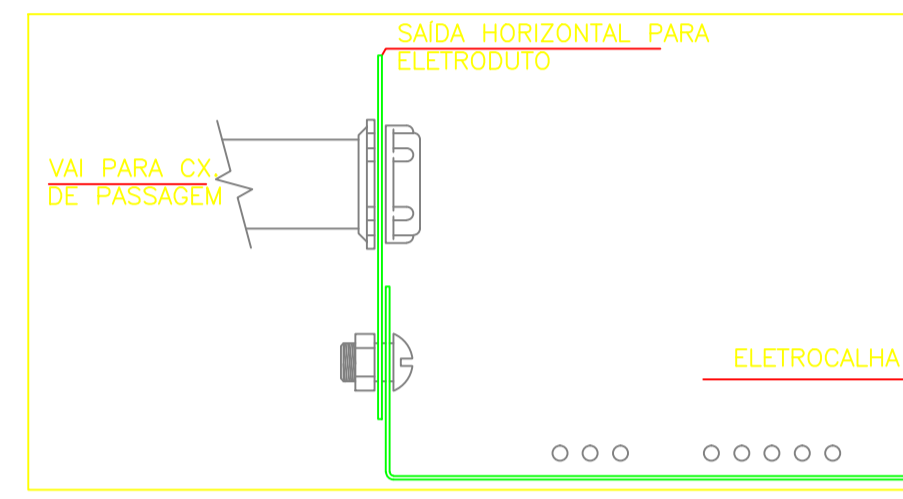 SAÍDA HORIZONTAL PARA
ELETRODUTO
VAI PARA CX.
DE PASSAGEM
ELETROCALHA